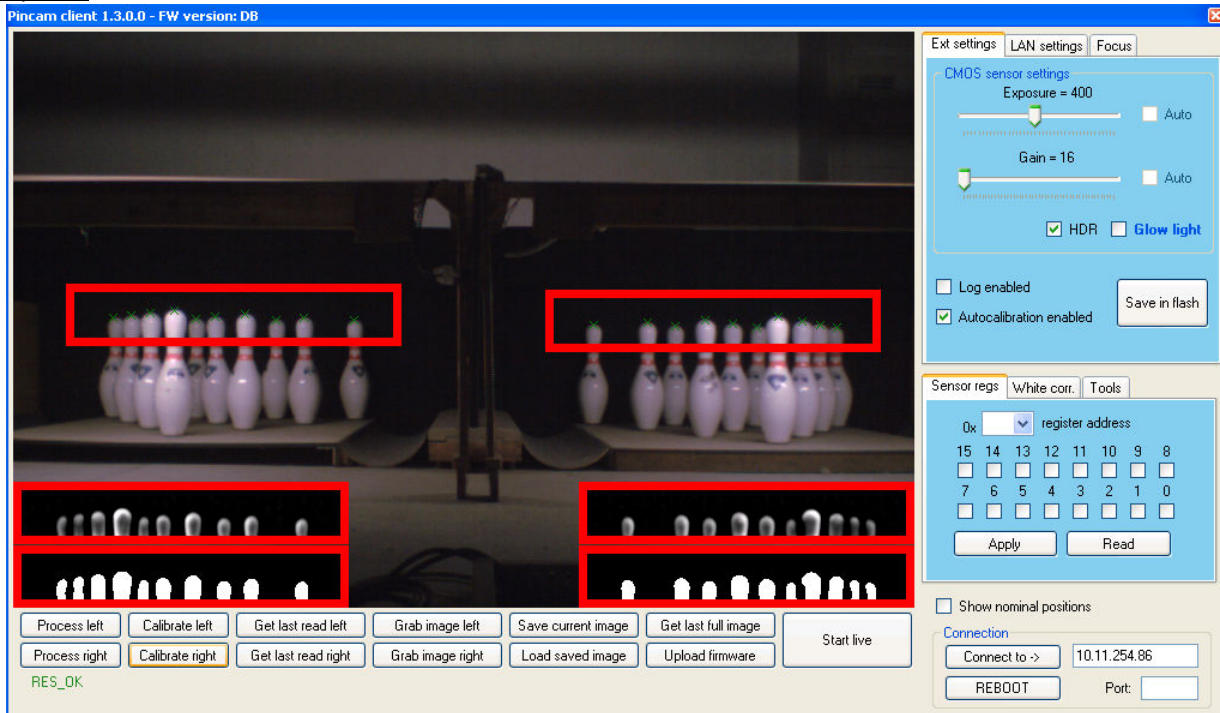 Pincam client 1.3.0.0 - FW version: DB
Ext settings LAN settings Focus
CMOS sensor settings
Exposure = 400
Auto
Gain = 16
Auto
HDR Glow light
Log enabled
Autocalibration enabled
Save in flash
Sensor regs White corr. Tools
0x register address
15 14 13 12 11 10 9 8
7 6 5 4 3 2 1 0
Apply Read
Show nominal positions
Connection
Connect to -> 10.11.254.86
REBOOT Port:
Process left Calibrate left Get last read left Grab image left Save current image Get last full image Start live
Process right Calibrate right Get last read right Grab image right Load saved image Upload firmware
RES_OK